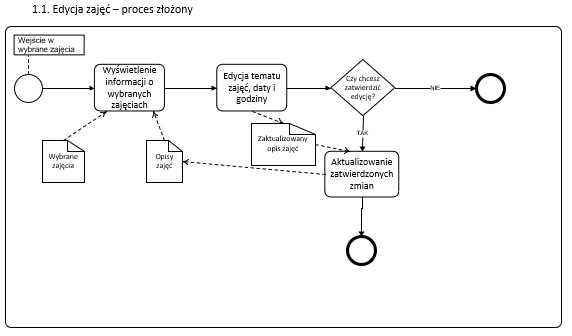 1.1. Edycja zajęć – proces złożony
Wejście w
wybrane zajęcia
Wyświetlenie
informacji o
wybranych
zajęciach
Edycja tematu
zajęć, daty i
godziny
Czy chcesz
zatwierdzić
edycję?
NIE
TAK
Wybrane
zajęcia
Opisy
zajęć
Zaktualizowany
opis zajęć
Aktualizowanie
zatwierdzonych
zmian